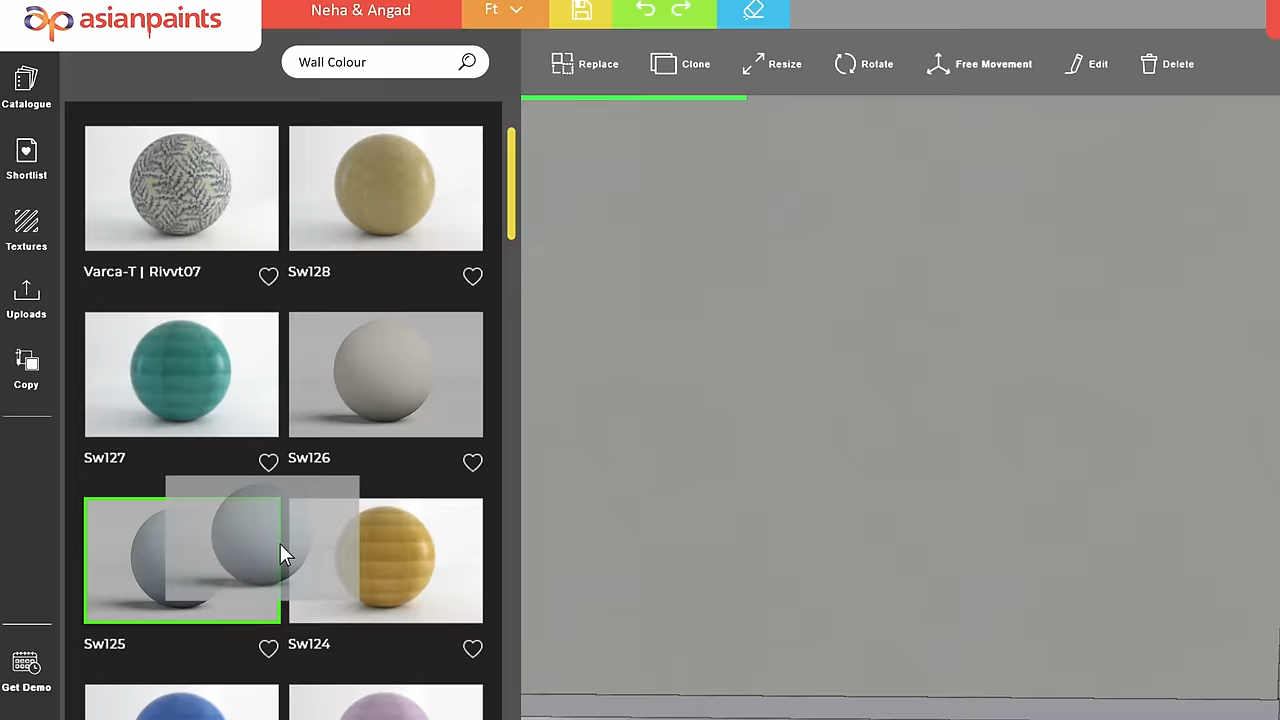 asianpaints
Neha & Angad
Ft
Wall Colour
Replace
Clone
Resize
Rotate
Free Movement
Edit
Delete
Catalogue
Shortlist
Textures
Uploads
Copy
Get Demo
Varca-T | Rivvt07
Sw128
Sw127
Sw126
Sw125
Sw124